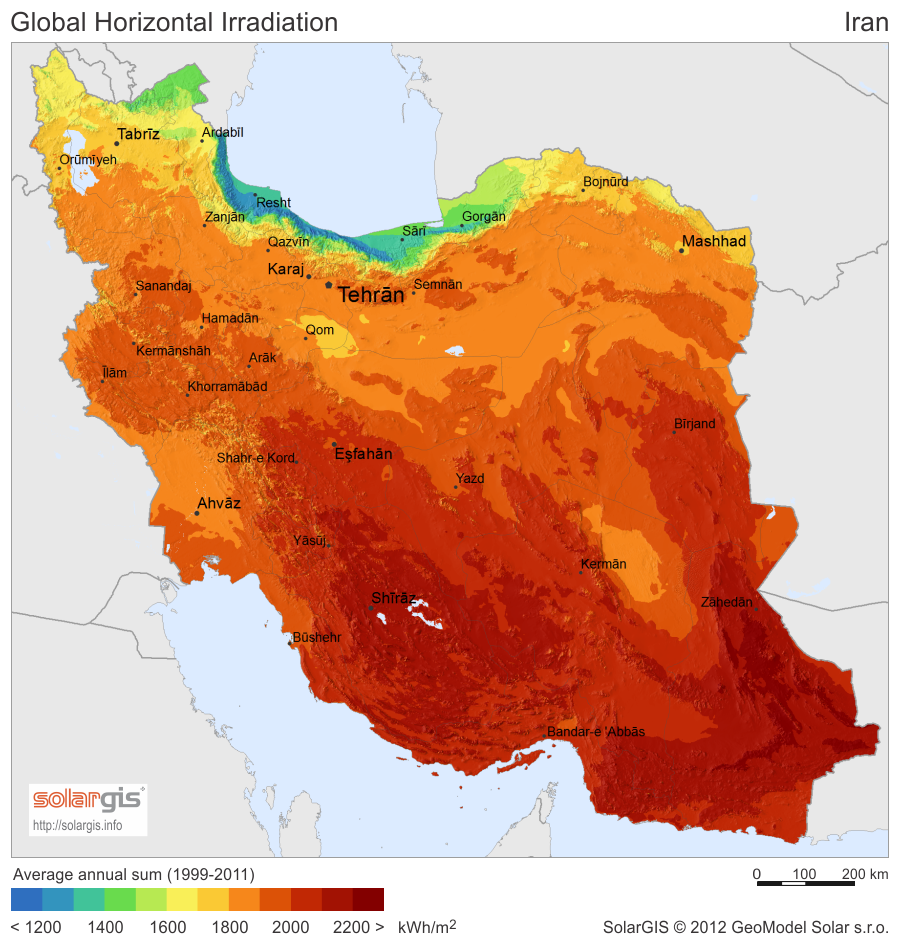 Global Horizontal Irradiation
Iran
Tabrīz
Ardabīl
Orūmīyeh
Resht
Bojnūrd
Zanjān
Gorgān
Sārī
Qazvīn
Mashhad
Karaj
Tehrān
Semnān
Sanandaj
Hamadān
Qom
Kermānshāh
Arāk
Īlām
Khorramābād
Bīrjand
Eşfahān
Shahr-e Kord
Yazd
Ahvāz
Yāsūj
Kermān
Shīrāz
Zāhedān
Būshehr
Bandar-e 'Abbās
solargis
http://solargis.info
Average annual sum (1999-2011)
0 100 200 km
< 1200 1400 1600 1800 2000 2200 > kWh/m²
SolarGIS © 2012 GeoModel Solar s.r.o.